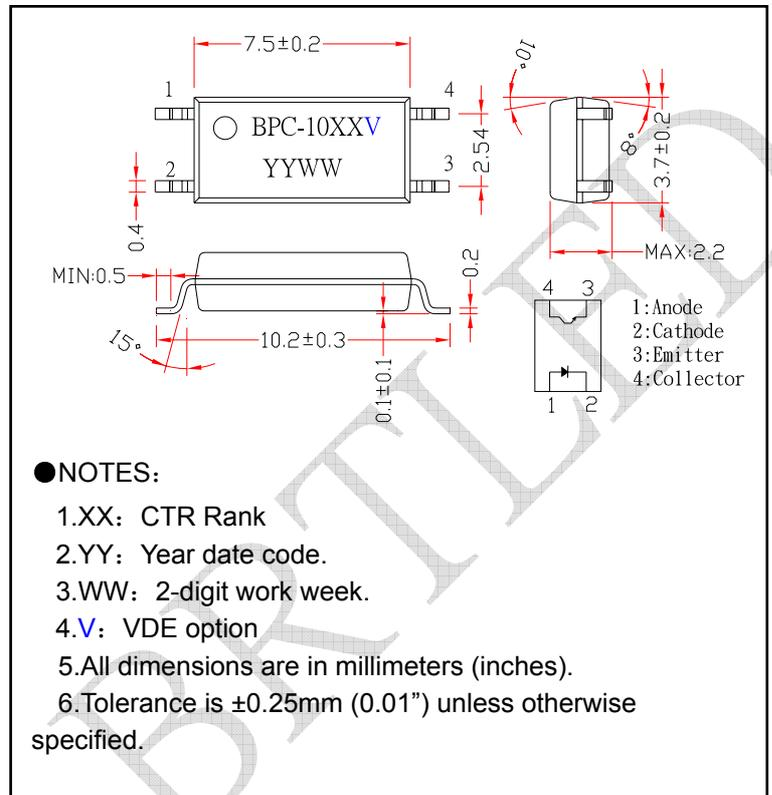 7.5±0.2
1
4
BPC-10XXV
YYWW
2
3
2.54
0.4
10°
8°
3.7±0.2
MAX:2.2
MIN:0.5
0.2
15°
10.2±0.3
0.1±0.1
4 3
1 2
1:Anode
2:Cathode
3:Emitter
4:Collector
●NOTES：
1.XX： CTR Rank
2.YY： Year date code.
3.WW： 2-digit work week.
4.V： VDE option
5.All dimensions are in millimeters (inches).
6.Tolerance is ±0.25mm (0.01”) unless otherwise
specified.
BRTLED